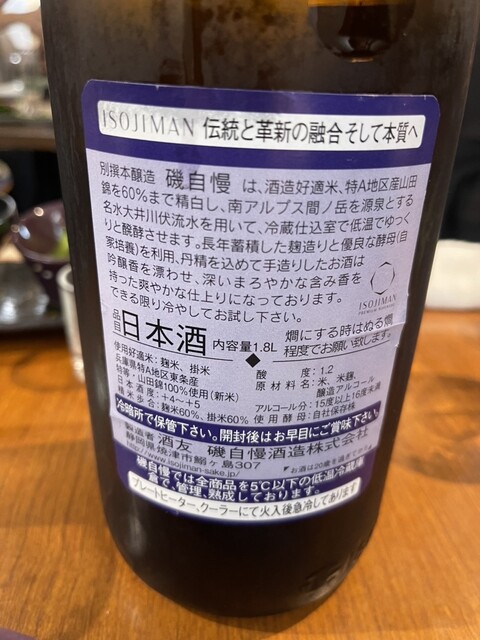 ISOJIMAN 伝統と革新の融合そして本質へ
別撰本醸造 磯自慢 は、酒造好適米、特A地区産山田
錦を60%まで精白し、南アルプス間ノ岳を源泉とする
名水大井川伏流水を用いて、冷蔵仕込室で低温でゆっく
りと醗酵させます。長年蓄積した麹造りと優良な酵母(自
家培養)を利用、丹精を込めて手造りしたお酒は
吟醸香を漂わせ、深いまろやかな含み香を
持った爽やかな仕上りになっております。
できる限り冷やしてお試し下さい。
ISOJIMAN
品目 日本酒 内容量1.8L
燗にする時はぬる燗
程度でお願い致します。
使用好適米:麹米、掛米
兵庫県特A地区東条産
特等・山田錦100%使用(新米)
日本酒度:+4~+5
精米歩合:麹米60%、掛米60%
酸度:1.2
原材料名:米、米麹、
醸造アルコール
アルコール分:15度以上16度未満
使用酵母:自社保存株
冷暗所で保管下さい。開封後はお早目にご賞味下さい。
製造者 酒友 磯自慢酒造株式会社
静岡県焼津市鰯ヶ島307
www.isojiman-sake.jp/
お酒は20歳を過ぎてから
磯自慢では全商品を5℃以下の低温冷蔵庫
で、管理、熟成しております。
プレートヒーター、クーラーにて火入後急冷してあります